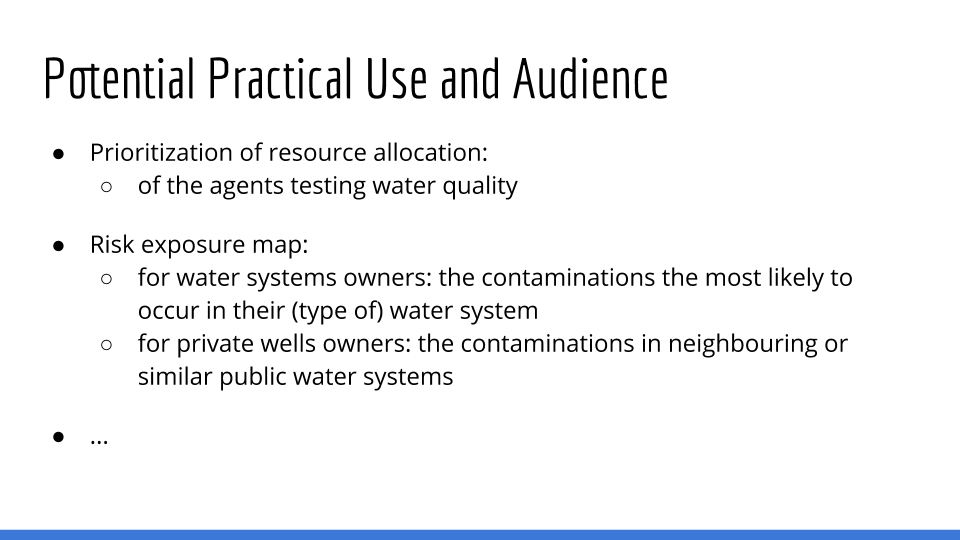 Potential Practical Use and Audience
● Prioritization of resource allocation:
○ of the agents testing water quality
● Risk exposure map:
○ for water systems owners: the contaminations the most likely to
occur in their (type of) water system
○ for private wells owners: the contaminations in neighbouring or
similar public water systems
● ...